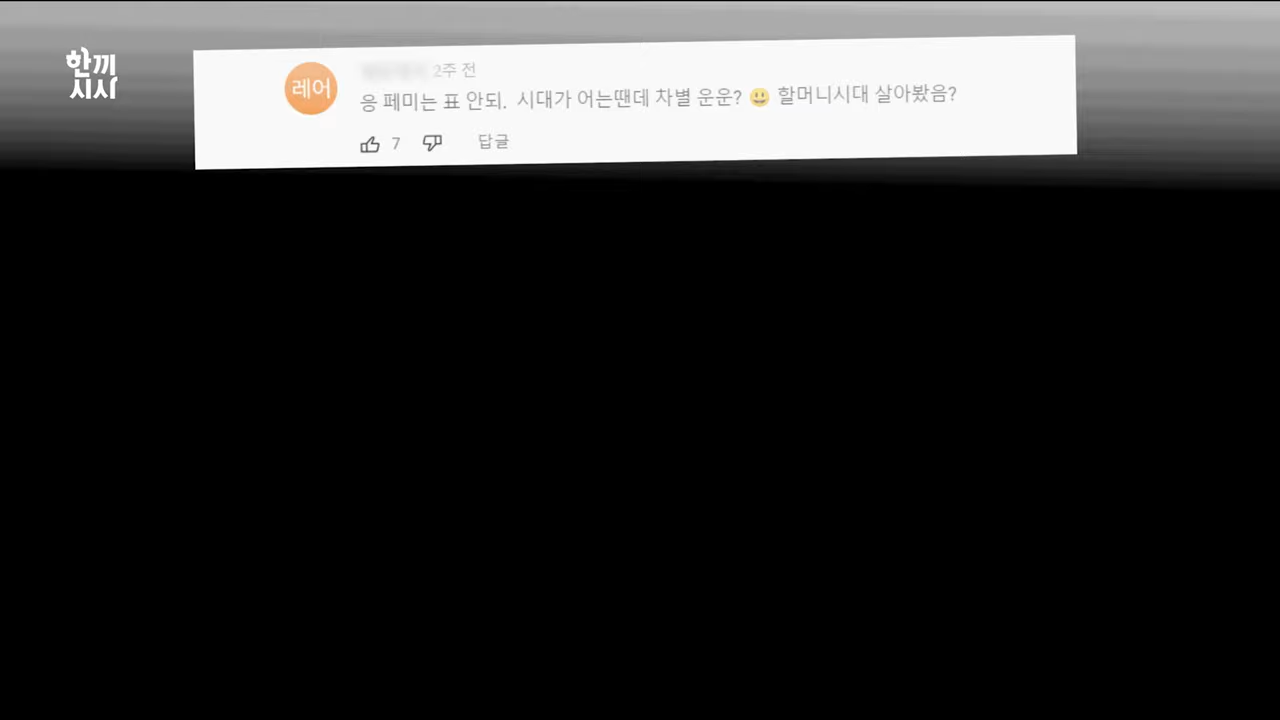 한끼
시사
레어
2주 전
응 페미는 표 안되. 시대가 어는땐데 차별 운운? 😃 할머니시대 살아봤음?
7
답글